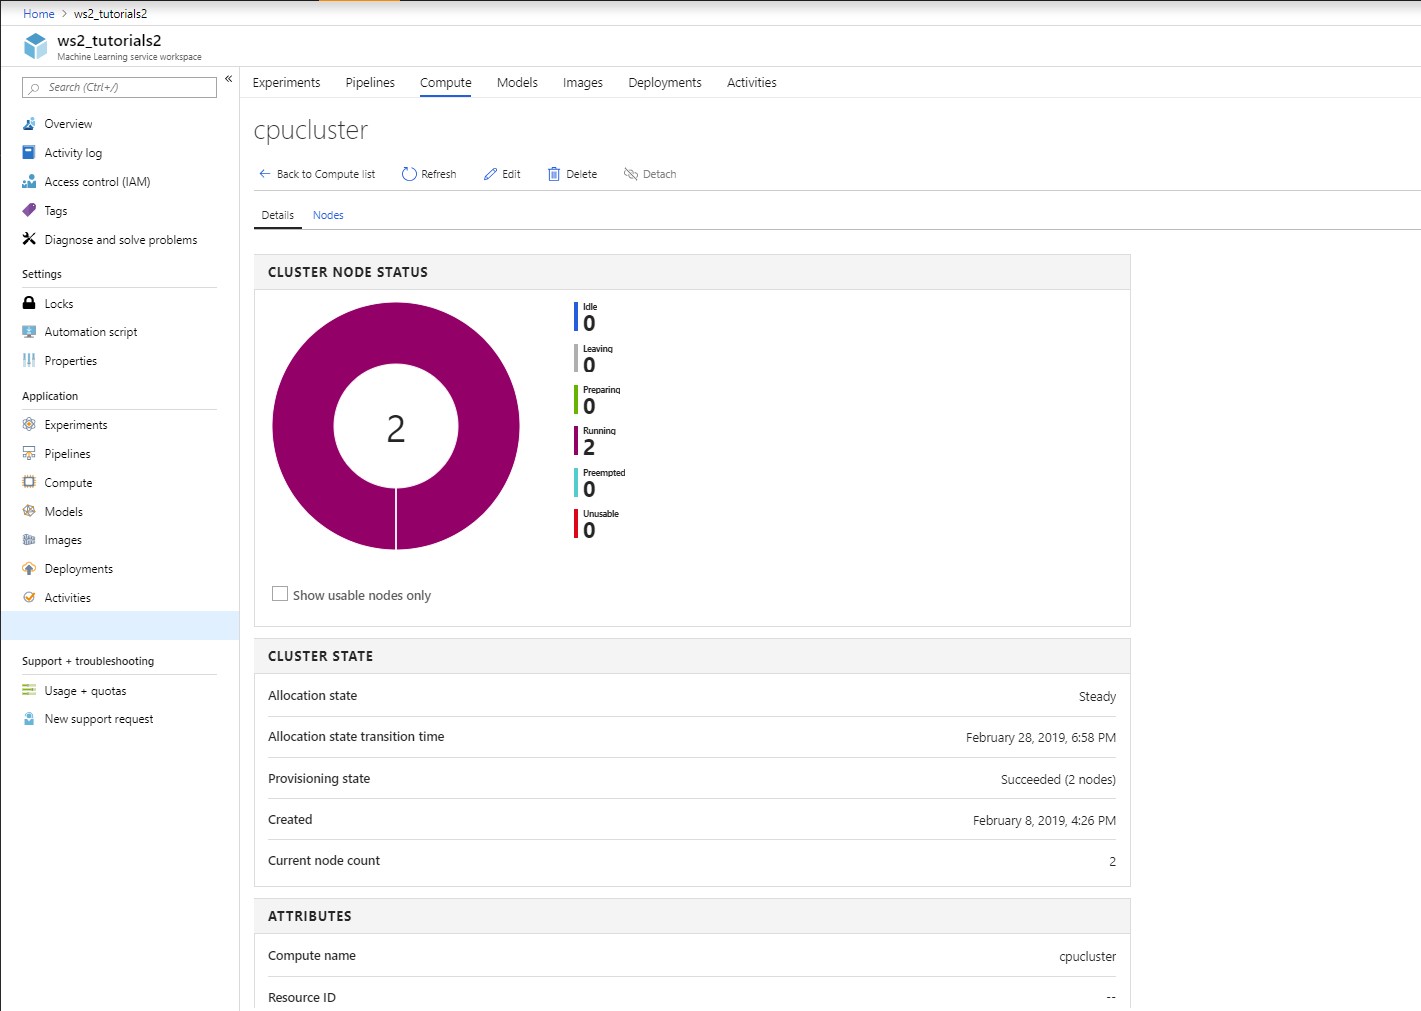 Home > ws2_tutorials2
ws2_tutorials2
Machine Learning service workspace
Search (Ctrl+/)
«
Overview
Activity log
Access control (IAM)
Tags
Diagnose and solve problems
Settings
Locks
Automation script
Properties
Application
Experiments
Pipelines
Compute
Models
Images
Deployments
Activities
Support + troubleshooting
Usage + quotas
New support request
Experiments Pipelines Compute Models Images Deployments Activities
cpucluster
Back to Compute list Refresh Edit Delete Detach
Details Nodes
CLUSTER NODE STATUS
2
Idle
0
Leaving
0
Preparing
0
Running
2
Preempted
0
Unusable
0
Show usable nodes only
CLUSTER STATE
Allocation state Steady
Allocation state transition time February 28, 2019, 6:58 PM
Provisioning state Succeeded (2 nodes)
Created February 8, 2019, 4:26 PM
Current node count 2
ATTRIBUTES
Compute name cpucluster
Resource ID --